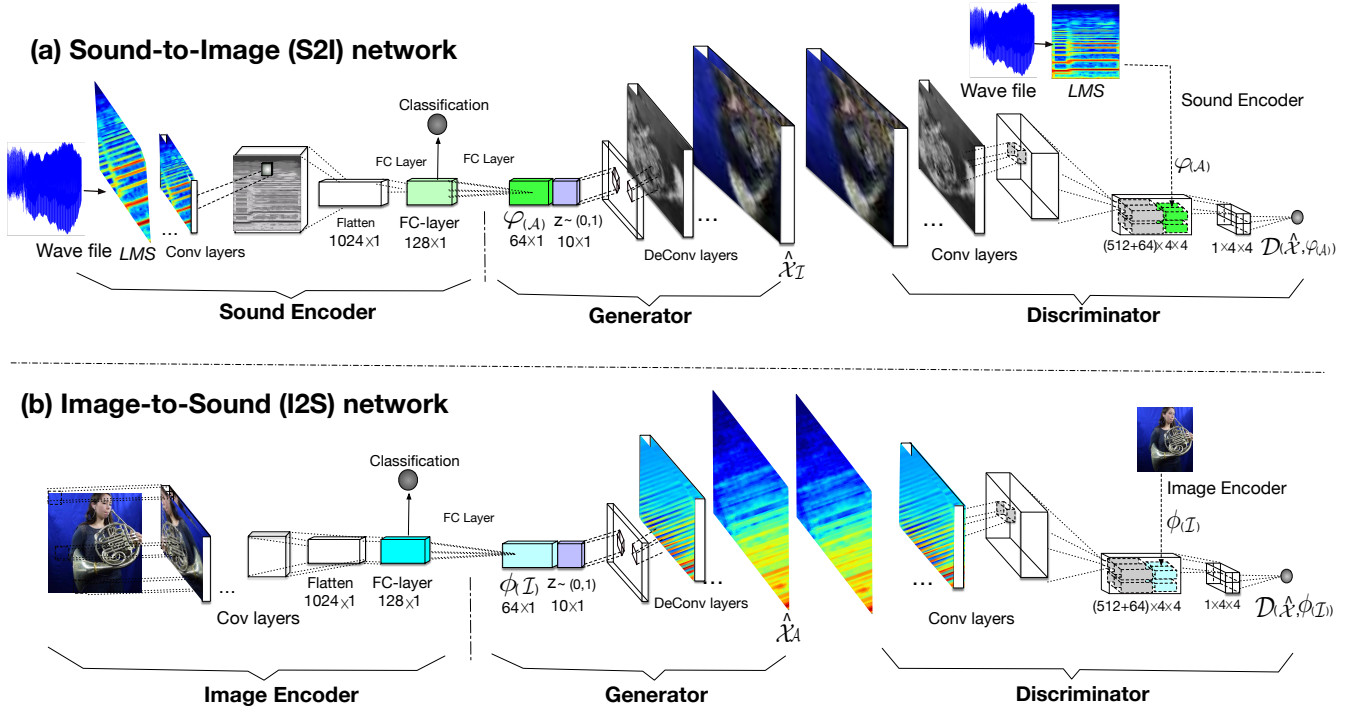 (a) Sound-to-Image (S2I) network
Wave file
LMS
...
Conv layers
Flatten
1024×1
FC Layer
Classification
FC-layer
128×1
FC Layer
φ(A)
64×1
z~ (0,1)
10×1
DeConv layers
...
X̂_I
...
Conv layers
Wave file
LMS
Sound Encoder
φ(A)
(512+64)×4×4
1×4×4
D(X̂,φ(A))
Sound Encoder
Generator
Discriminator
(b) Image-to-Sound (I2S) network
...
Cov layers
Flatten
1024×1
Classification
FC-layer
128×1
FC Layer
ϕ(I)
64×1
z~ (0,1)
10×1
DeConv layers
...
X̂_A
...
Conv layers
Image Encoder
ϕ(I)
(512+64)×4×4
1×4×4
D(X̂,ϕ(I))
Image Encoder
Generator
Discriminator